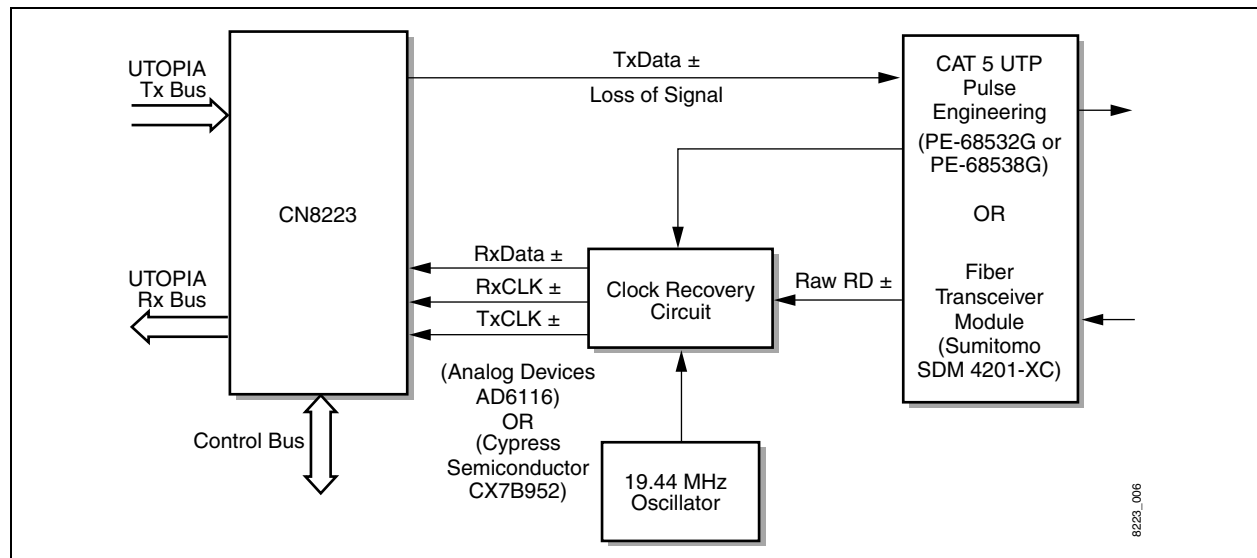 UTOPIA
Tx Bus
CN8223
TxData ±
Loss of Signal
CAT 5 UTP
Pulse
Engineering
(PE-68532G or
PE-68538G)
OR
Fiber
Transceiver
Module
(Sumitomo
SDM 4201-XC)
UTOPIA
Rx Bus
RxData ±
RxCLK ±
TxCLK ±
Clock Recovery
Circuit
Raw RD ±
(Analog Devices
AD6116)
OR
(Cypress
Semiconductor
CX7B952)
Control Bus
19.44 MHz
Oscillator
8223_006